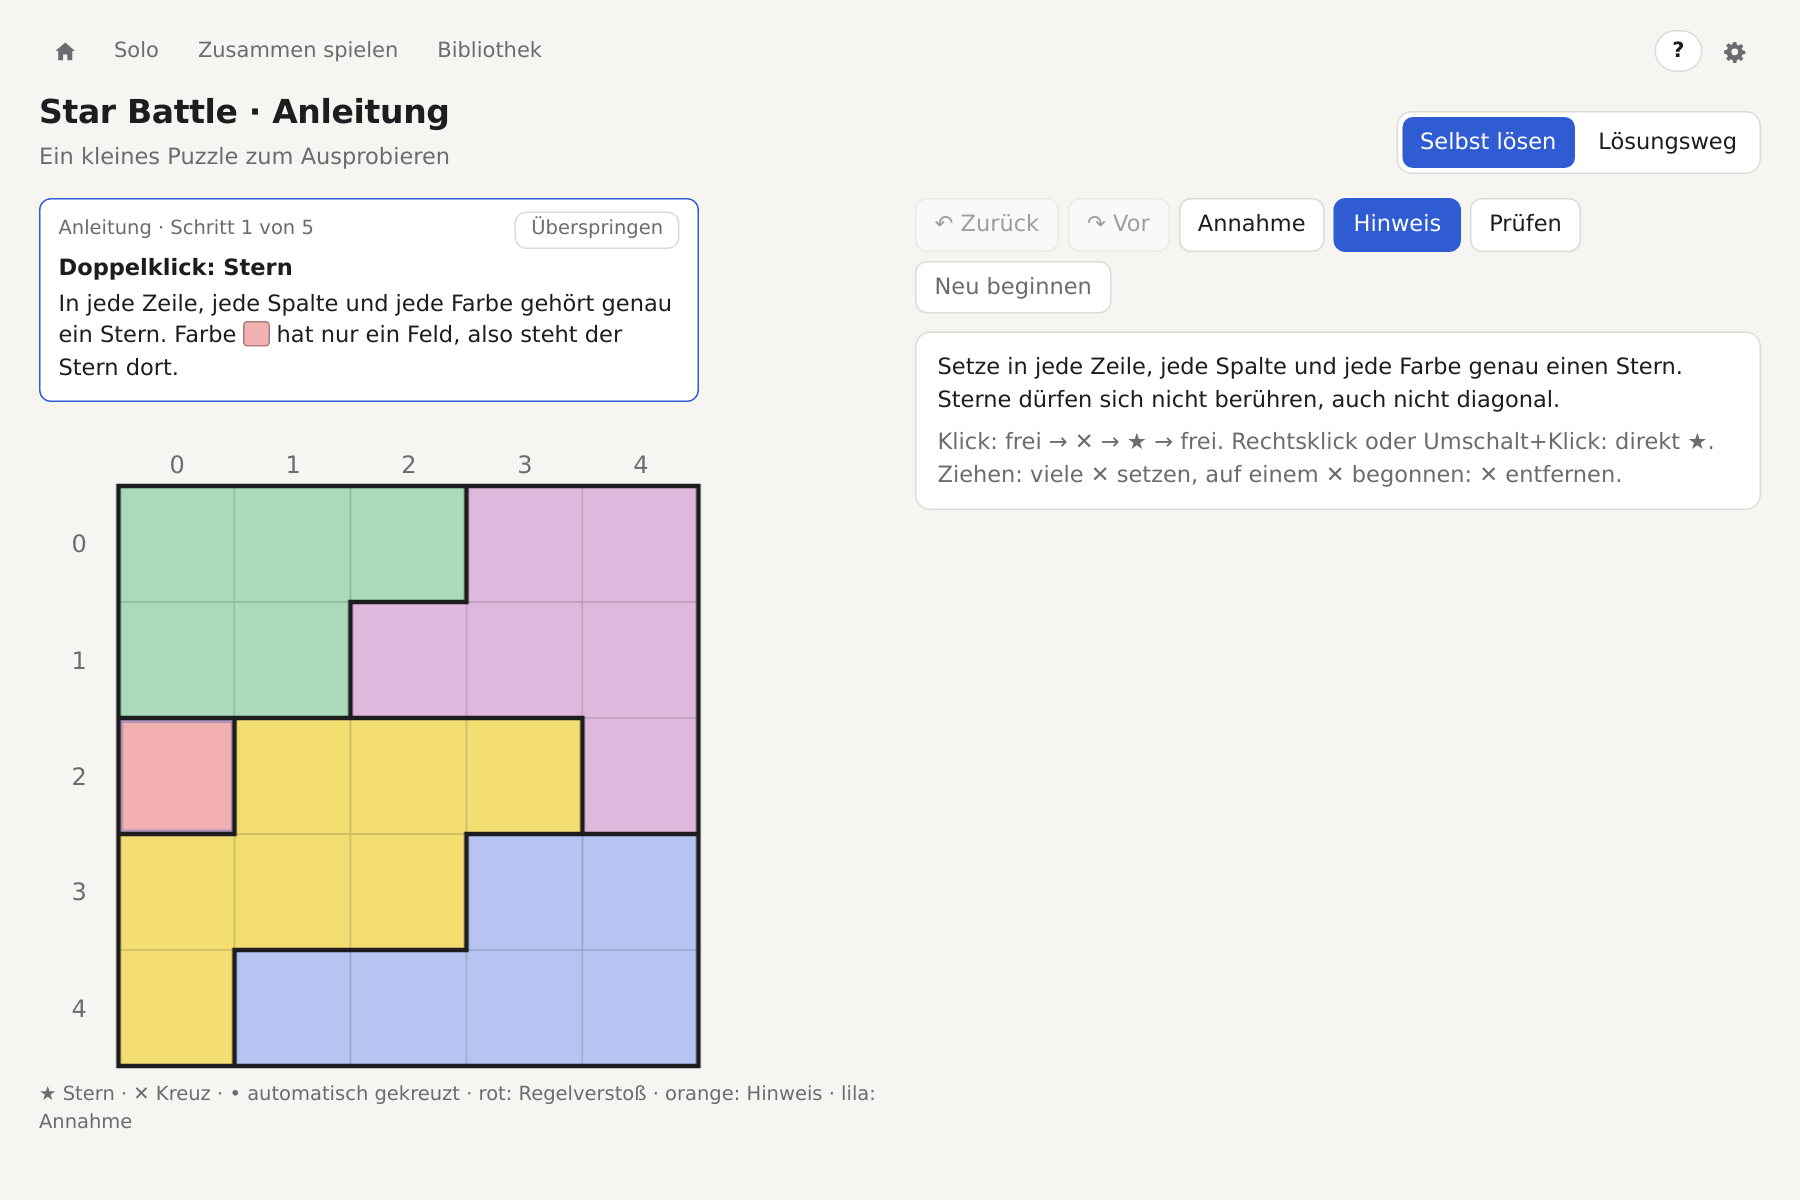 Solo Zusammen spielen Bibliothek ?
Star Battle · Anleitung
Ein kleines Puzzle zum Ausprobieren
Selbst lösen Lösungsweg
Anleitung · Schritt 1 von 5 Überspringen
Doppelklick: Stern
In jede Zeile, jede Spalte und jede Farbe gehört genau
ein Stern. Farbe hat nur ein Feld, also steht der
Stern dort.
↶ Zurück ↷ Vor Annahme Hinweis Prüfen
Neu beginnen
Setze in jede Zeile, jede Spalte und jede Farbe genau einen Stern.
Sterne dürfen sich nicht berühren, auch nicht diagonal.
Klick: frei → ✕ → ★ → frei. Rechtsklick oder Umschalt+Klick: direkt ★.
Ziehen: viele ✕ setzen, auf einem ✕ begonnen: ✕ entfernen.
0 1 2 3 4
0
1
2
3
4
★ Stern · ✕ Kreuz · • automatisch gekreuzt · rot: Regelverstoß · orange: Hinweis · lila:
Annahme